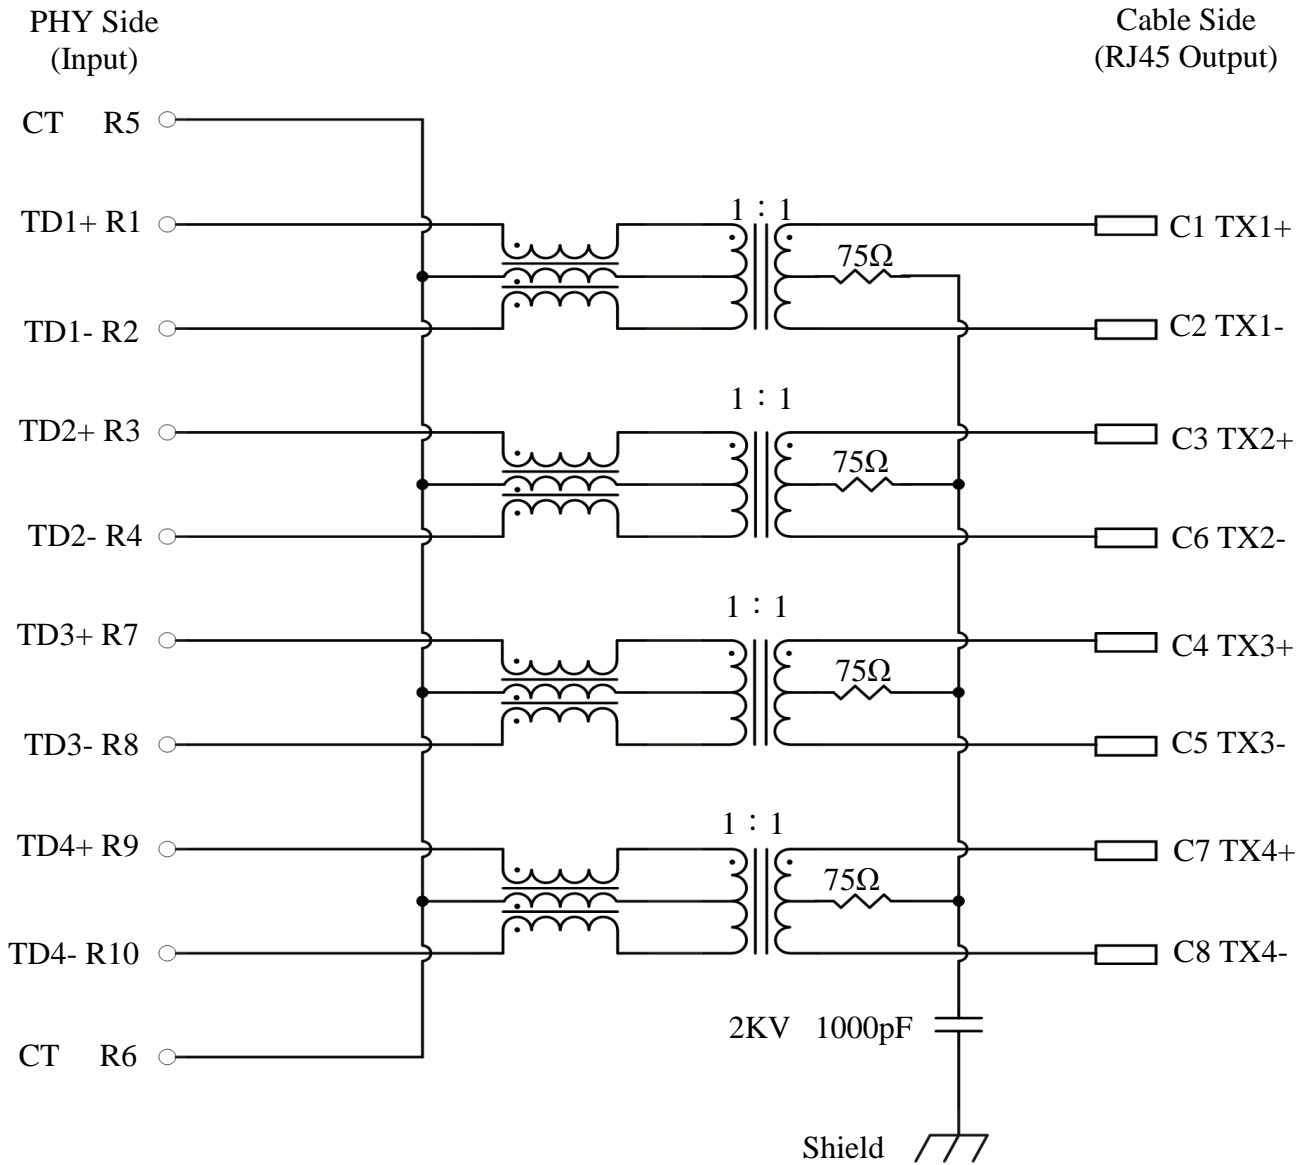 PHY Side
(Input)
Cable Side
(RJ45 Output)
CT R5
TD1+ R1
1 : 1
C1 TX1+
75Ω
TD1- R2
C2 TX1-
1 : 1
TD2+ R3
C3 TX2+
75Ω
TD2- R4
C6 TX2-
1 : 1
TD3+ R7
C4 TX3+
75Ω
TD3- R8
C5 TX3-
1 : 1
TD4+ R9
C7 TX4+
75Ω
TD4- R10
C8 TX4-
2KV 1000pF
CT R6
Shield